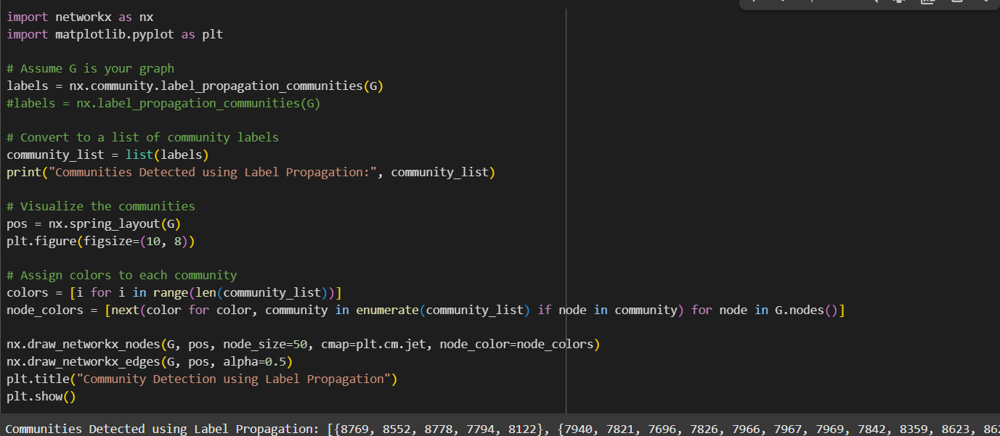 import networkx as nx
import matplotlib.pyplot as plt
# Assume G is your graph
labels = nx.community.label_propagation_communities(G)
#labels = nx.label_propagation_communities(G)
# Convert to a list of community labels
community_list = list(labels)
print("Communities Detected using Label Propagation:", community_list)
# Visualize the communities
pos = nx.spring_layout(G)
plt.figure(figsize=(10, 8))
# Assign colors to each community
colors = [i for i in range(len(community_list))]
node_colors = [next(color for color, community in enumerate(community_list) if node in community) for node in G.nodes()]
nx.draw_networkx_nodes(G, pos, node_size=50, cmap=plt.cm.jet, node_color=node_colors)
nx.draw_networkx_edges(G, pos, alpha=0.5)
plt.title("Community Detection using Label Propagation")
plt.show()
Communities Detected using Label Propagation: [{8769, 8552, 8778, 7794, 8122}, {7940, 7821, 7696, 7826, 7966, 7967, 7969, 7842, 8359, 8623,